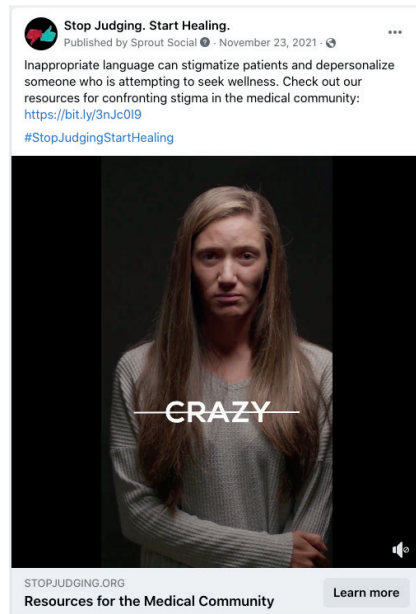 Stop Judging. Start Healing.
Published by Sprout Social · November 23, 2021 ·
Inappropriate language can stigmatize patients and depersonalize
someone who is attempting to seek wellness. Check out our
resources for confronting stigma in the medical community:
https://bit.ly/3nJc0I9
#StopJudgingStartHealing
CRAZY
STOPJUDGING.ORG
Resources for the Medical Community
Learn more